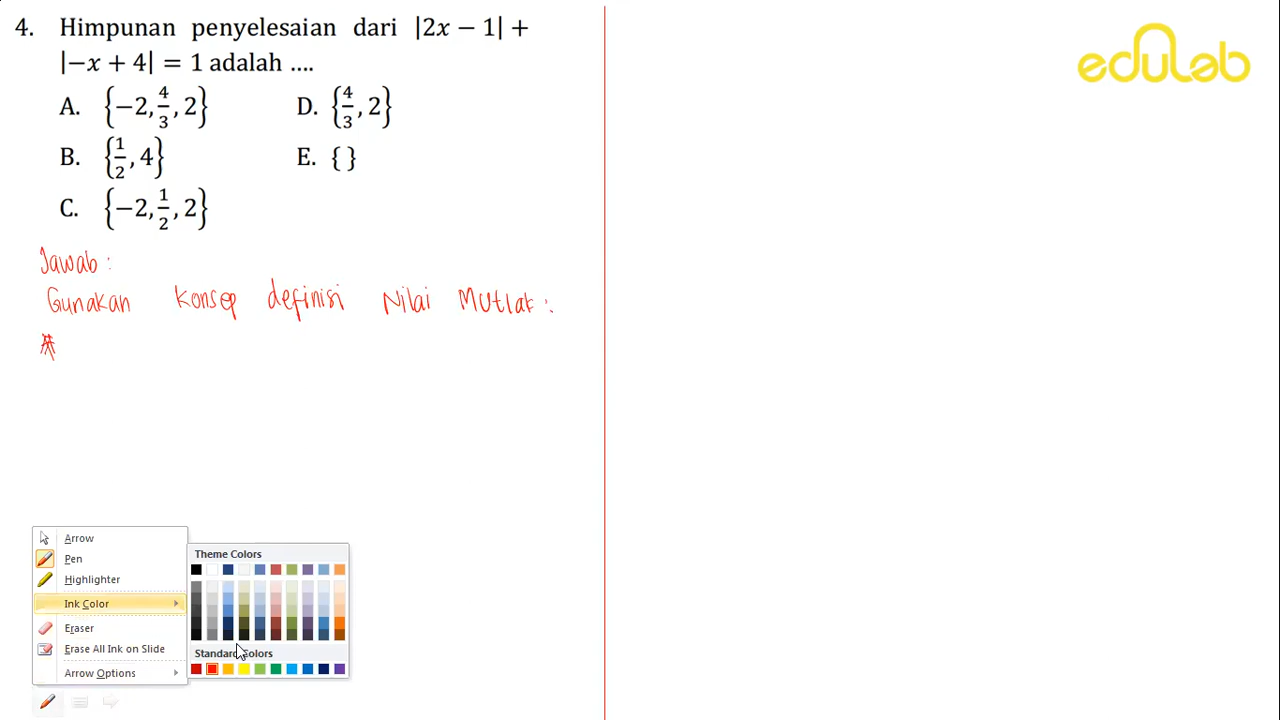 4. Himpunan penyelesaian dari |2x − 1| +
|−x + 4| = 1 adalah ....
A. {−2, 4/3, 2}
D. {4/3, 2}
B. {1/2, 4}
E. { }
C. {−2, 1/2, 2}
edulab
Jawab :
Gunakan konsep definisi Nilai Mutlak :
Arrow
Pen
Highlighter
Ink Color
Eraser
Erase All Ink on Slide
Arrow Options
Theme Colors
Standard Colors